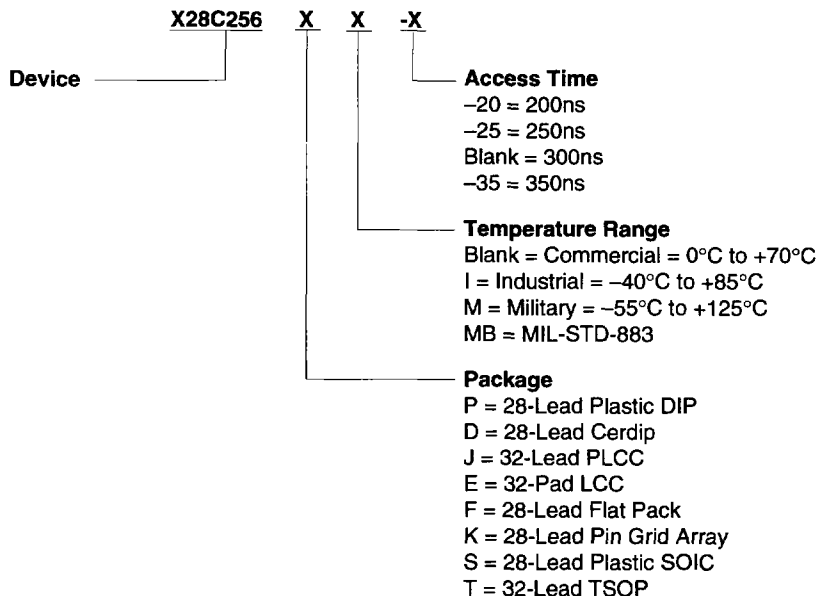 X28C256 X X -X
Device
Access Time
–20 = 200ns
–25 = 250ns
Blank = 300ns
–35 = 350ns
Temperature Range
Blank = Commercial = 0°C to +70°C
I = Industrial = –40°C to +85°C
M = Military = –55°C to +125°C
MB = MIL-STD-883
Package
P = 28-Lead Plastic DIP
D = 28-Lead Cerdip
J = 32-Lead PLCC
E = 32-Pad LCC
F = 28-Lead Flat Pack
K = 28-Lead Pin Grid Array
S = 28-Lead Plastic SOIC
T = 32-Lead TSOP